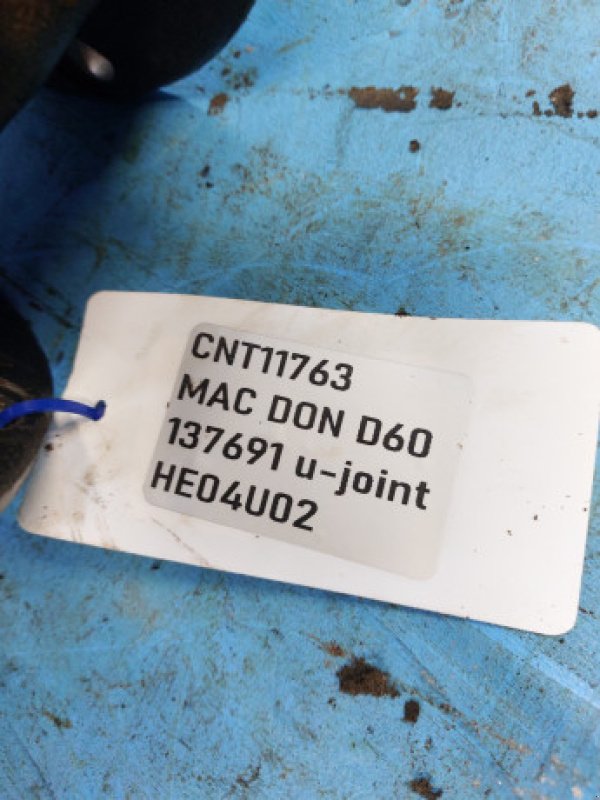 CNT11763
MAC DON D60
137691 u-joint
HE04U02